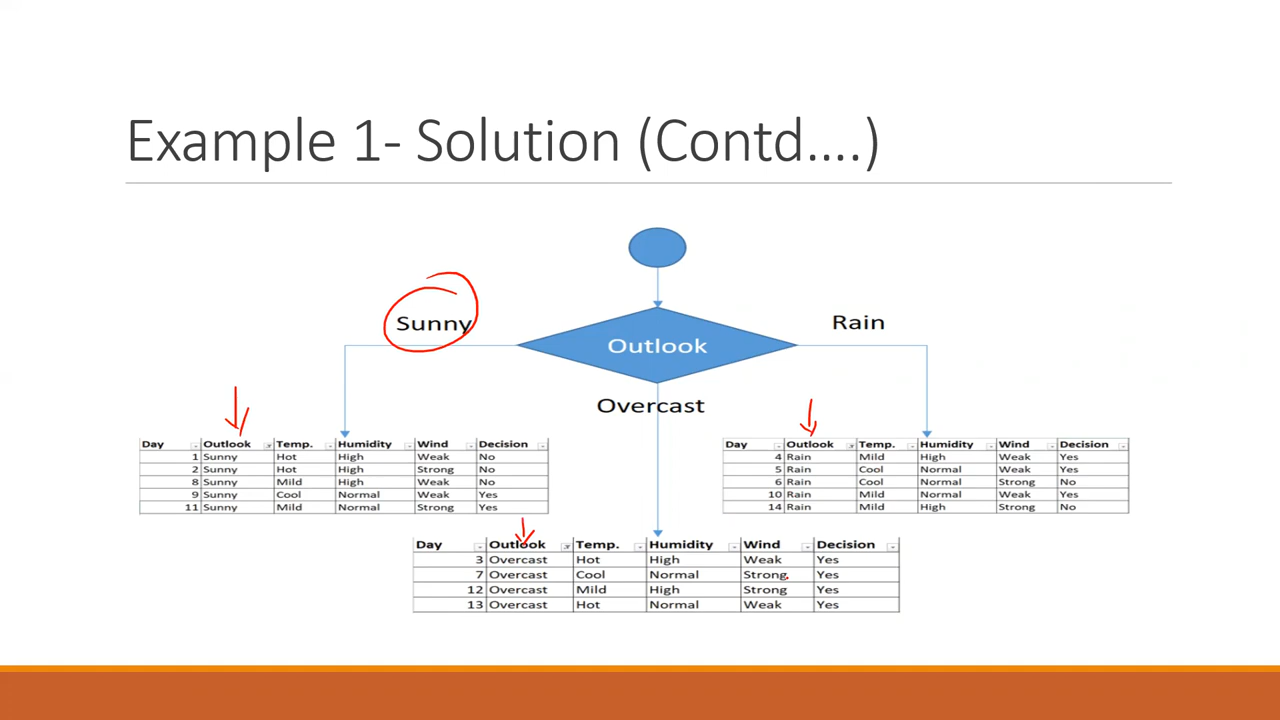 Example 1- Solution (Contd....)
Sunny
Rain
Outlook
Overcast
Day Outlook Temp. Humidity Wind Decision
1 Sunny Hot High Weak No
2 Sunny Hot High Strong No
8 Sunny Mild High Weak No
9 Sunny Cool Normal Weak Yes
11 Sunny Mild Normal Strong Yes
Day Outlook Temp. Humidity Wind Decision
4 Rain Mild High Weak Yes
5 Rain Cool Normal Weak Yes
6 Rain Cool Normal Strong No
10 Rain Mild Normal Weak Yes
14 Rain Mild High Strong No
Day Outlook Temp. Humidity Wind Decision
3 Overcast Hot High Weak Yes
7 Overcast Cool Normal Strong Yes
12 Overcast Mild High Strong Yes
13 Overcast Hot Normal Weak Yes